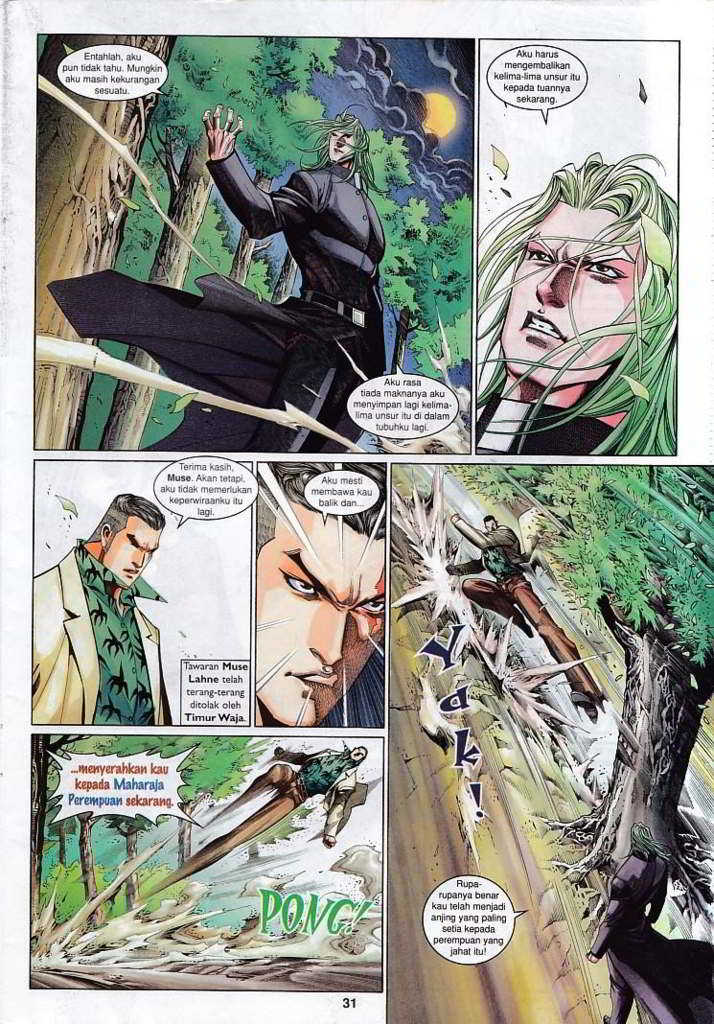 Entahlah, aku
pun tidak tahu. Mungkin
aku masih kekurangan
sesuatu.
Aku rasa
tiada maknanya aku
menyimpan lagi kelima-
lima unsur itu di dalam
tubuhku lagi.
Aku harus
mengembalikan
kelima-lima unsur itu
kepada tuannya
sekarang.
Terima kasih,
Muse. Akan tetapi,
aku tidak memerlukan
keperwiraanku itu
lagi.
Tawaran Muse
Lahne telah
terang-terang
ditolak oleh
Timur Waja.
Aku mesti
membawa kau
balik dan...
...menyerahkan kau
kepada Maharaja
Perempuan sekarang.
PONG!
Yak!
Rupa-
rupanya benar
kau telah menjadi
anjing yang paling
setia kepada
perempuan yang
jahat itu!
31